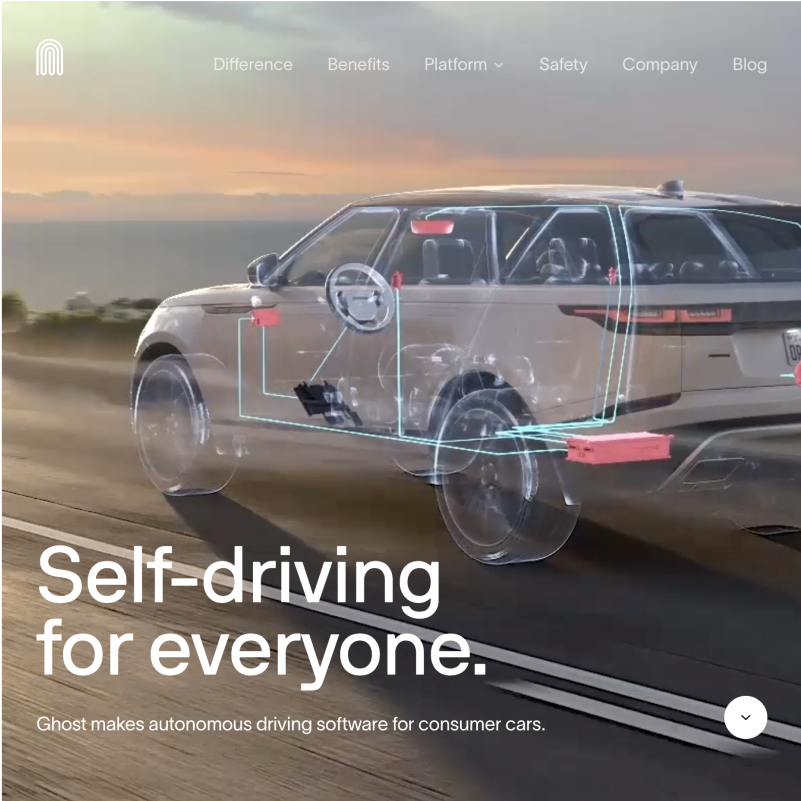 Difference Benefits Platform Safety Company Blog
Self-driving
for everyone.
Ghost makes autonomous driving software for consumer cars.